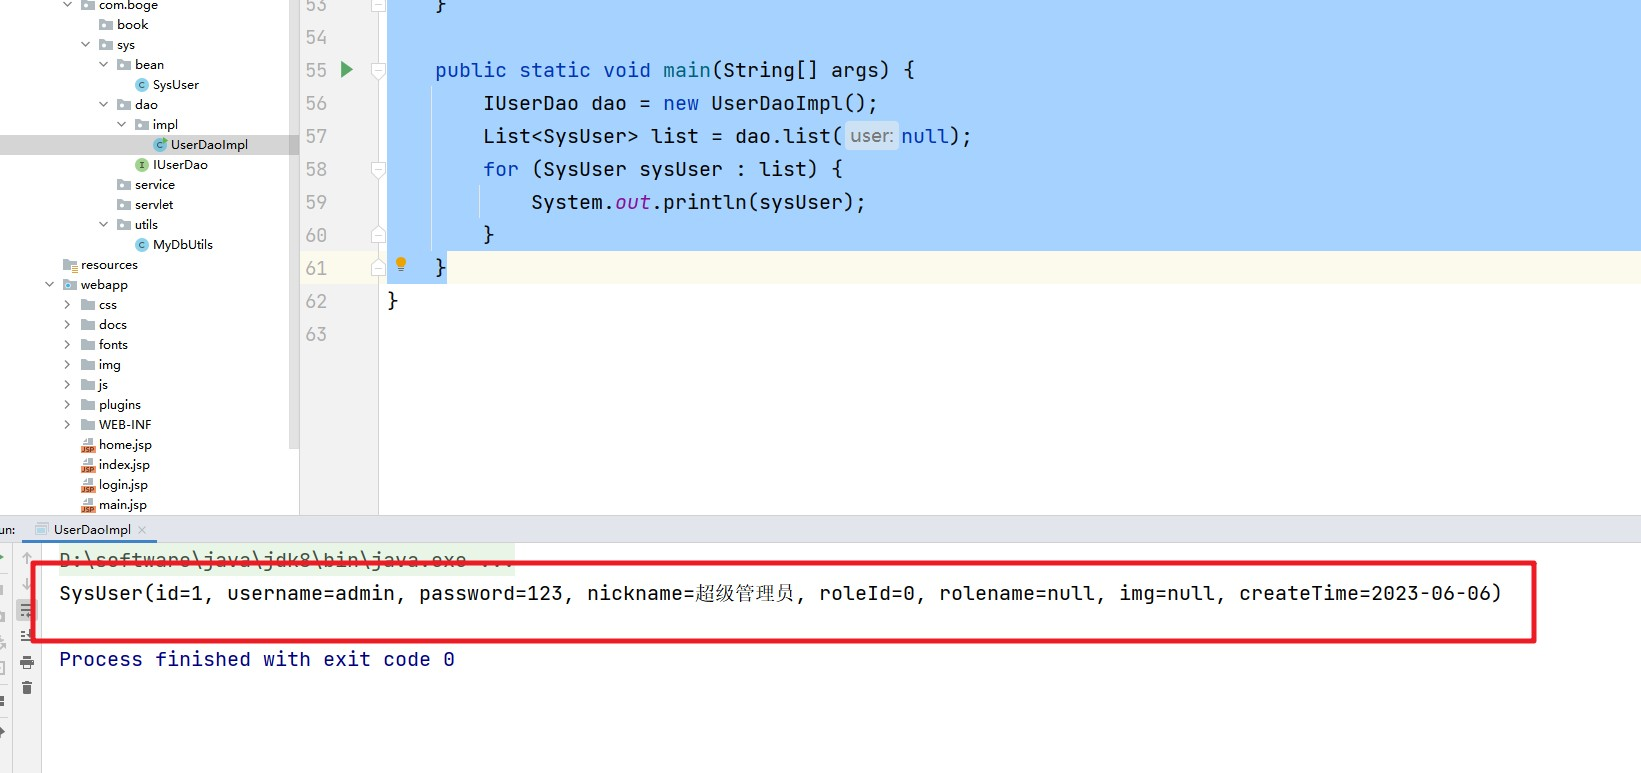 com.boge
book
sys
bean
SysUser
dao
impl
UserDaoImpl
IUserDao
service
servlet
utils
MyDbUtils
resources
webapp
css
docs
fonts
img
js
plugins
WEB-INF
home.jsp
index.jsp
login.jsp
main.jsp
53 }
54
55 public static void main(String[] args) {
56 IUserDao dao = new UserDaoImpl();
57 List<SysUser> list = dao.list( user: null);
58 for (SysUser sysUser : list) {
59 System.out.println(sysUser);
60 }
61 }
62 }
63
un: UserDaoImpl ×
D:\software\java\jdk8\bin\java.exe ...
SysUser(id=1, username=admin, password=123, nickname=超级管理员, roleId=0, rolename=null, img=null, createTime=2023-06-06)
Process finished with exit code 0